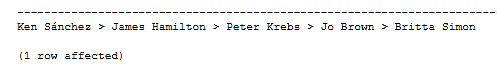 --------------------------------------------------------------------------------
Ken Sánchez > James Hamilton > Peter Krebs > Jo Brown > Britta Simon
(1 row affected)